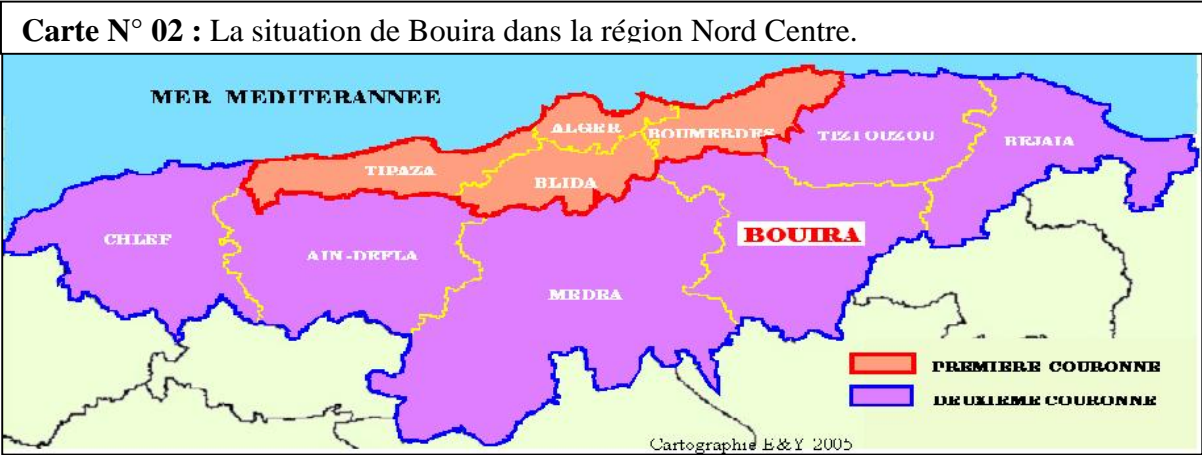 Carte N° 02 : La situation de Bouira dans la région Nord Centre.
MER MEDITERANNEE
ALGER
BOUMERDES
TIZI OUZOU
BEJAIA
TIPAZA
BLIDA
CHLEF
AIN-DEFLA
BOUIRA
MEDEA
PREMIERE COURONNE
DEUXIEME COURONNE
Cartographie E&Y 2005